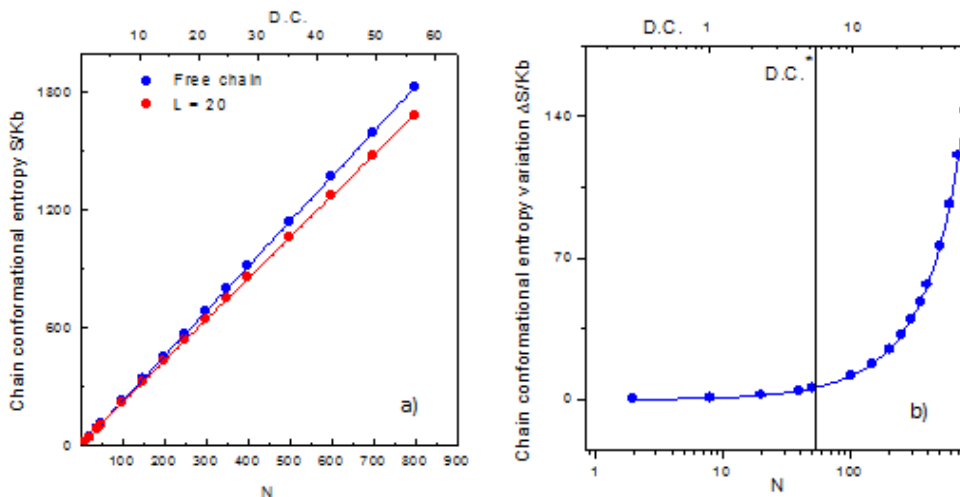 D.C.
0 10 20 30 40 50 60
Chain conformational entropy S/Kb
1800
1200
600
0
Free chain
L = 20
a)
100 200 300 400 500 600 700 800 900
N
D.C. 1 10
D.C.*
Chain conformational entropy variation ΔS/Kb
140
70
0
b)
1 10 100
N